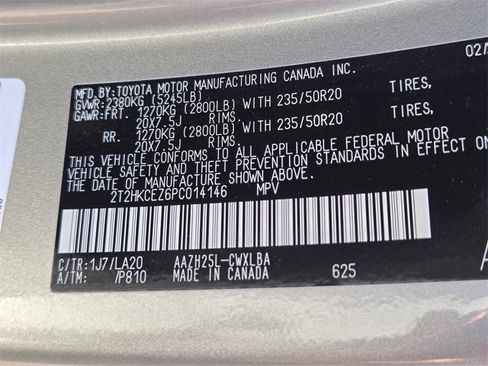 MFD.BY:TOYOTA MOTOR MANUFACTURING CANADA INC. 02/
GVWR:2380KG (5245LB)
GAWR:FRT. 1270KG (2800LB) WITH 235/50R20 TIRES,
20X7.5J RIMS.
RR. 1270KG (2800LB) WITH 235/50R20 TIRES,
20X7.5J RIMS.
THIS VEHICLE CONFORMS TO ALL APPLICABLE FEDERAL MOTOR
VEHICLE SAFETY AND THEFT PREVENTION STANDARDS IN EFFECT ON
THE DATE OF MANUFACTURE SHOWN ABOVE.
2T2HKCEZ6PC014146 MPV
C/TR:1J7/LA20 AAZH25L-CWXLBA
A/TM: /P810 MADE IN CANADA 625